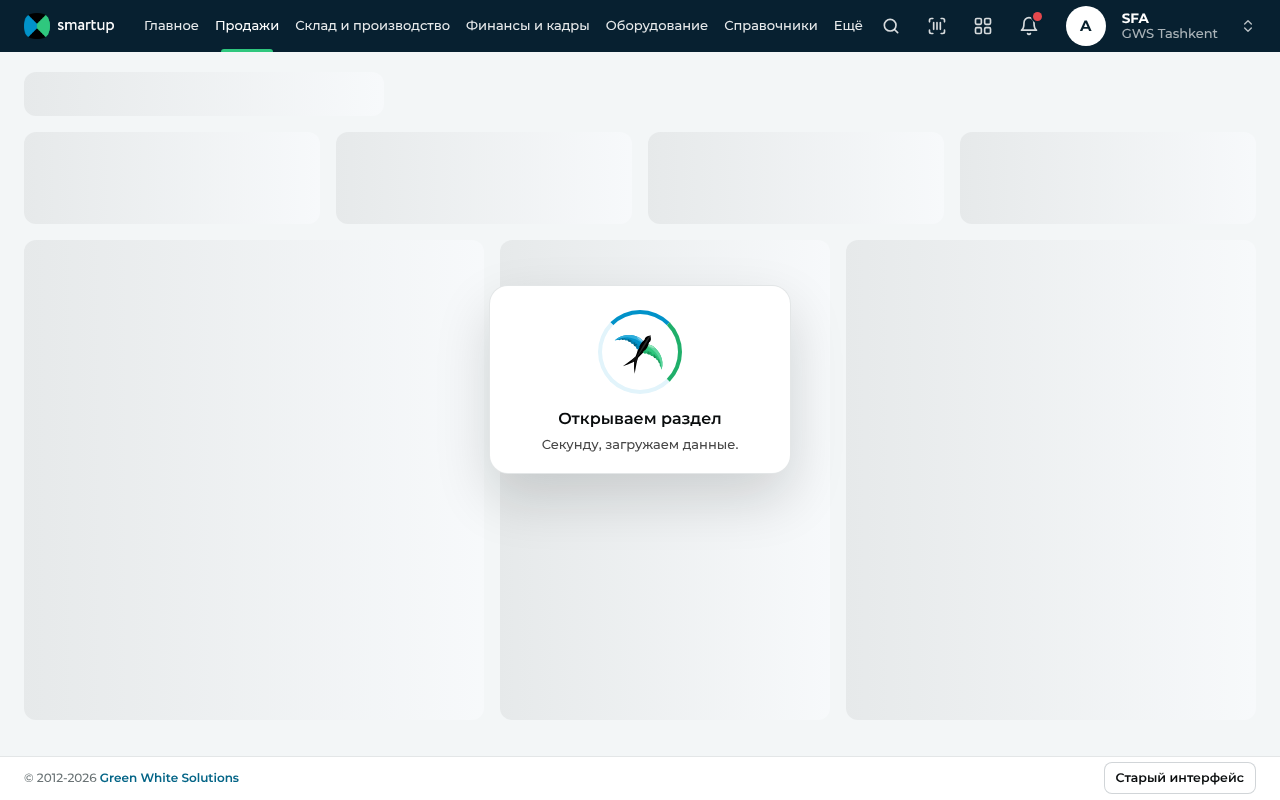 smartup
Главное
Продажи
Склад и производство
Финансы и кадры
Оборудование
Справочники
Ещё
A
SFA
GWS Tashkent
Открываем раздел
Секунду, загружаем данные.
© 2012-2026 Green White Solutions
Старый интерфейс